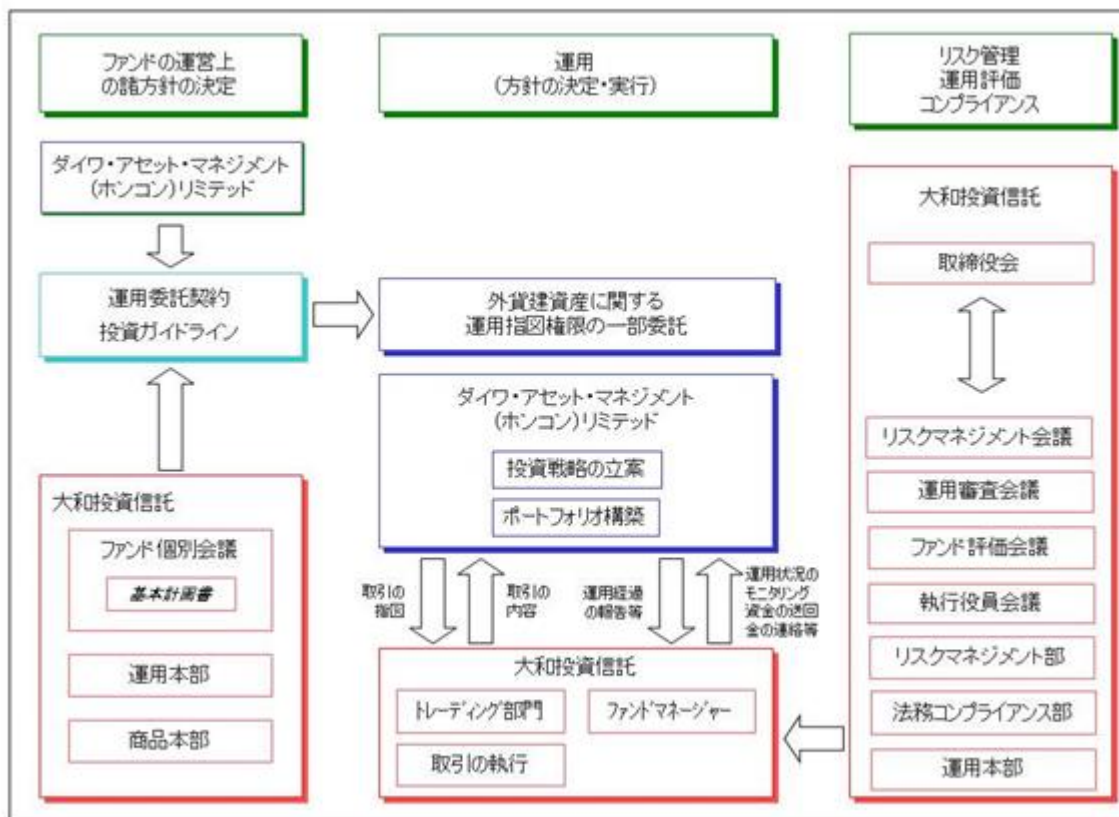 ファンドの運営上
の諸方針の決定
運用
(方針の決定・実行)
リスク管理
運用評価
コンプライアンス
ダイワ・アセット・マネジメント
(ホンコン)リミテッド
運用委託契約
投資ガイドライン
外貨建資産に関する
運用指図権限の一部委託
ダイワ・アセット・マネジメント
(ホンコン)リミテッド
投資戦略の立案
ポートフォリオ構築
大和投資信託
ファンド個別会議
基本計画書
運用本部
商品本部
取引の
指図
取引の
内容
運用経過
の報告等
運用状況の
モニタリング
資金の送回
金の連絡等
大和投資信託
トレーディング部門
ファンドマネージャー
取引の執行
大和投資信託
取締役会
リスクマネジメント会議
運用審査会議
ファンド評価会議
執行役員会議
リスクマネジメント部
法務コンプライアンス部
運用本部